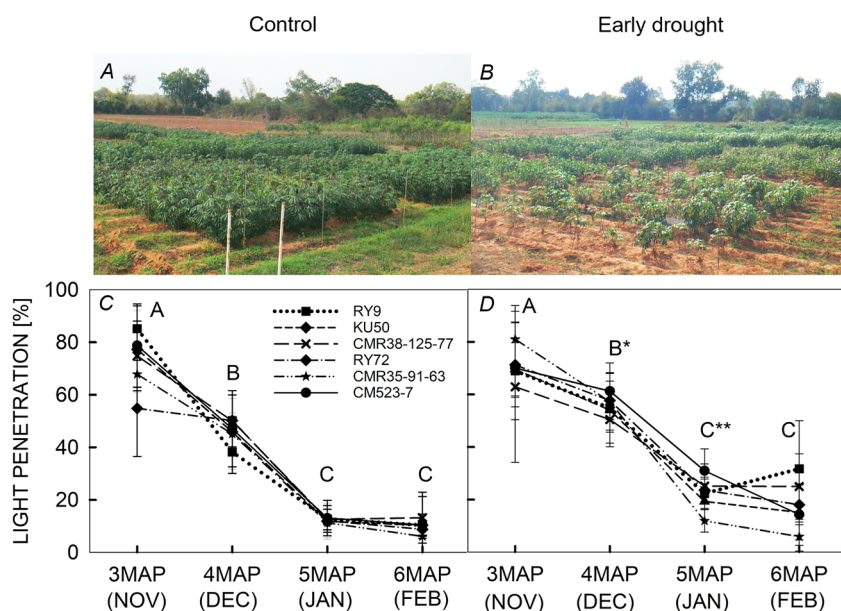 Control
Early drought
A
B
LIGHT PENETRATION [%]
100
80
60
40
20
0
C
A
B
C
C
RY9
KU50
CMR38-125-77
RY72
CMR35-91-63
CM523-7
D
A
B*
C**
C
3MAP
(NOV)
4MAP
(DEC)
5MAP
(JAN)
6MAP
(FEB)
3MAP
(NOV)
4MAP
(DEC)
5MAP
(JAN)
6MAP
(FEB)